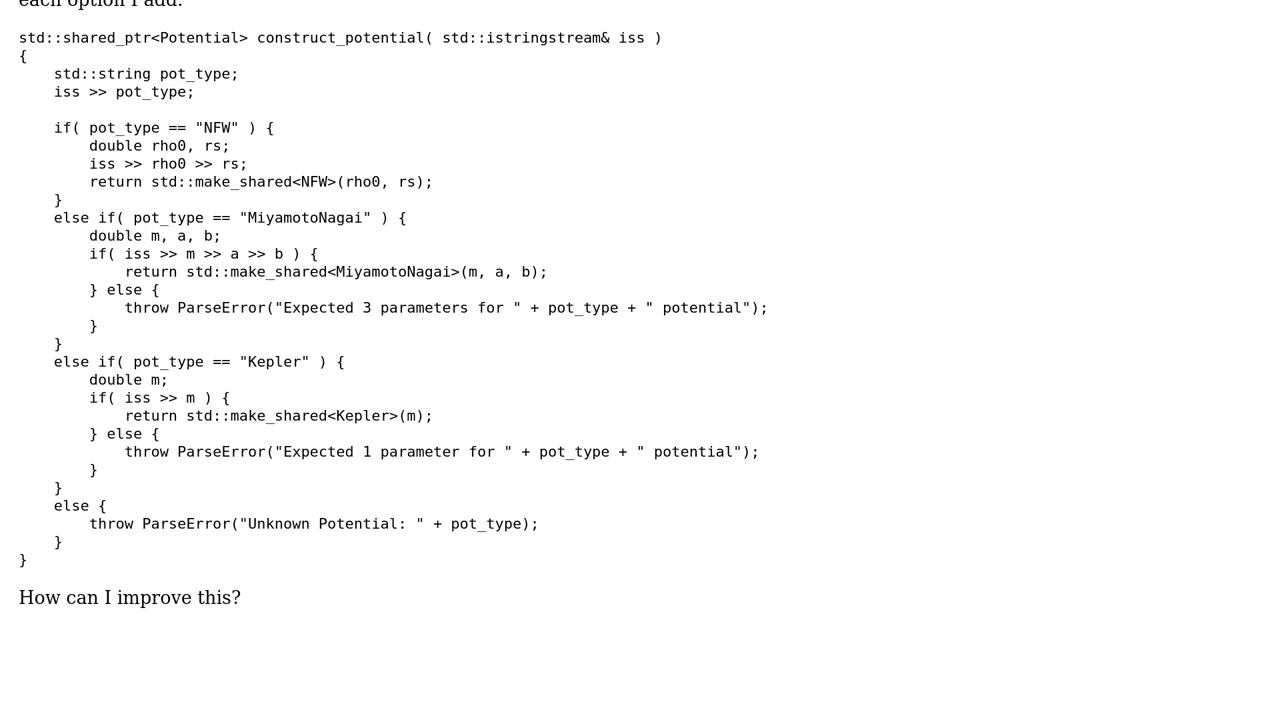 each option I add.
std::shared_ptr<Potential> construct_potential( std::istringstream& iss )
{
    std::string pot_type;
    iss >> pot_type;

    if( pot_type == "NFW" ) {
        double rho0, rs;
        iss >> rho0 >> rs;
        return std::make_shared<NFW>(rho0, rs);
    }
    else if( pot_type == "MiyamotoNagai" ) {
        double m, a, b;
        if( iss >> m >> a >> b ) {
            return std::make_shared<MiyamotoNagai>(m, a, b);
        } else {
            throw ParseError("Expected 3 parameters for " + pot_type + " potential");
        }
    }
    else if( pot_type == "Kepler" ) {
        double m;
        if( iss >> m ) {
            return std::make_shared<Kepler>(m);
        } else {
            throw ParseError("Expected 1 parameter for " + pot_type + " potential");
        }
    }
    else {
        throw ParseError("Unknown Potential: " + pot_type);
    }
}
How can I improve this?